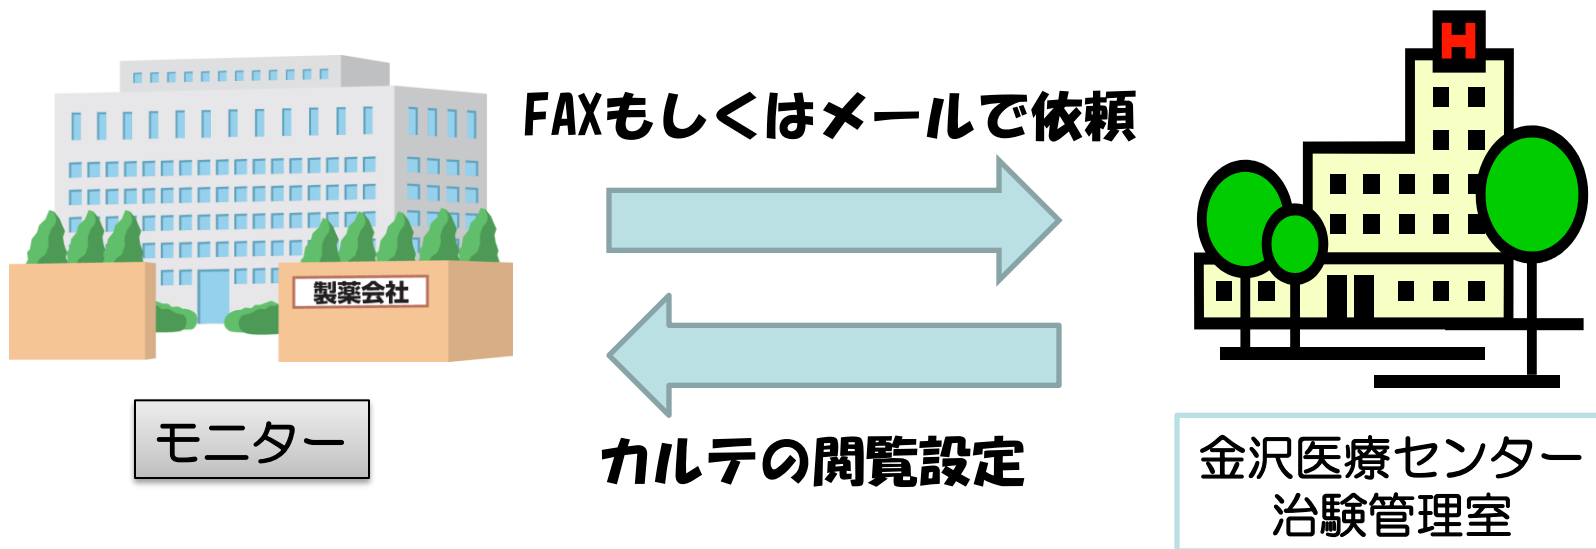 FAXもしくはメールで依頼
H
製薬会社
モニター
カルテの閲覧設定
金沢医療センター
治験管理室